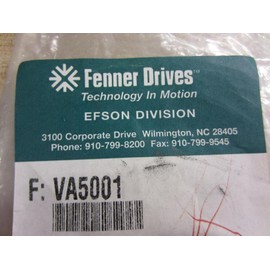 Fenner Drives
Technology In Motion
EFSON DIVISION
3100 Corporate Drive Wilmington, NC 28405
Phone: 910-799-8200 Fax: 910-799-9545
F: VA5001